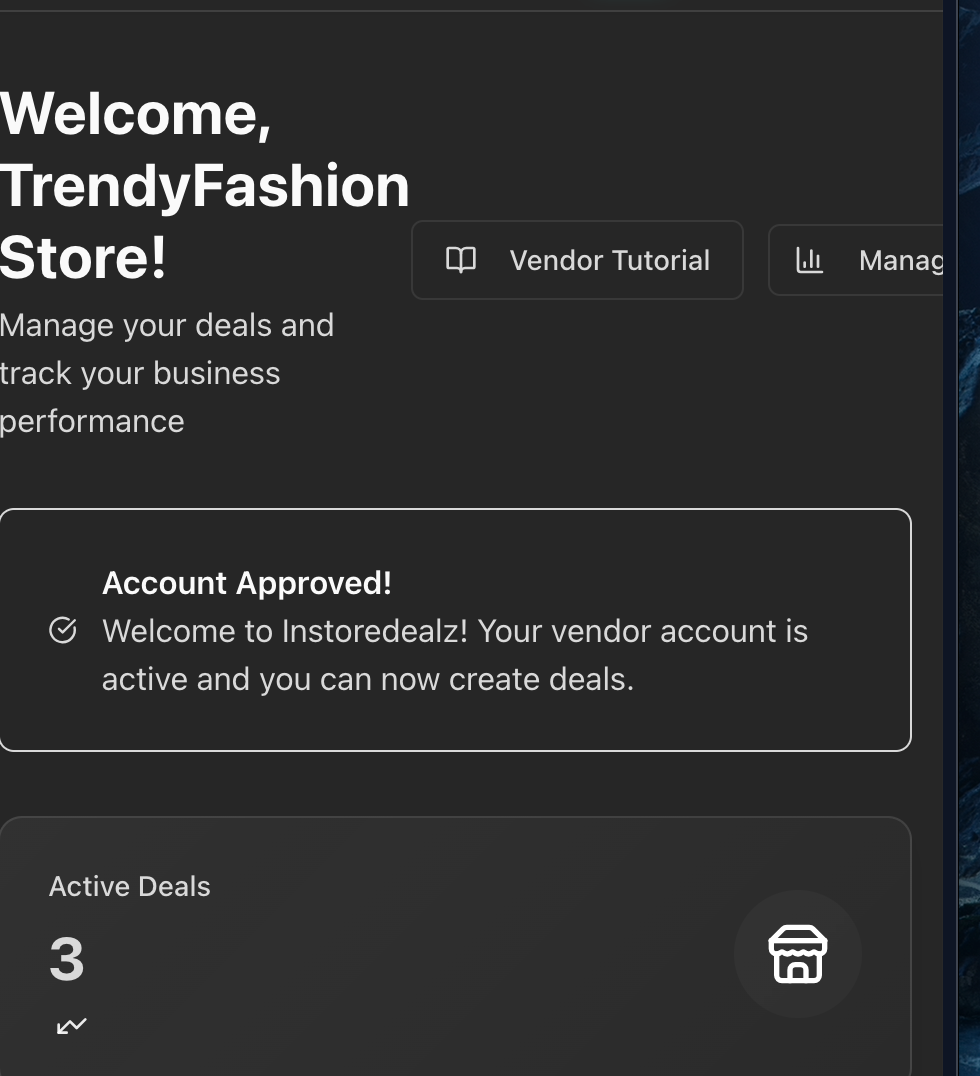 Welcome,
TrendyFashion
Store!
Vendor Tutorial
Manag
Manage your deals and
track your business
performance
Account Approved!
Welcome to Instoredealz! Your vendor account is
active and you can now create deals.
Active Deals
3